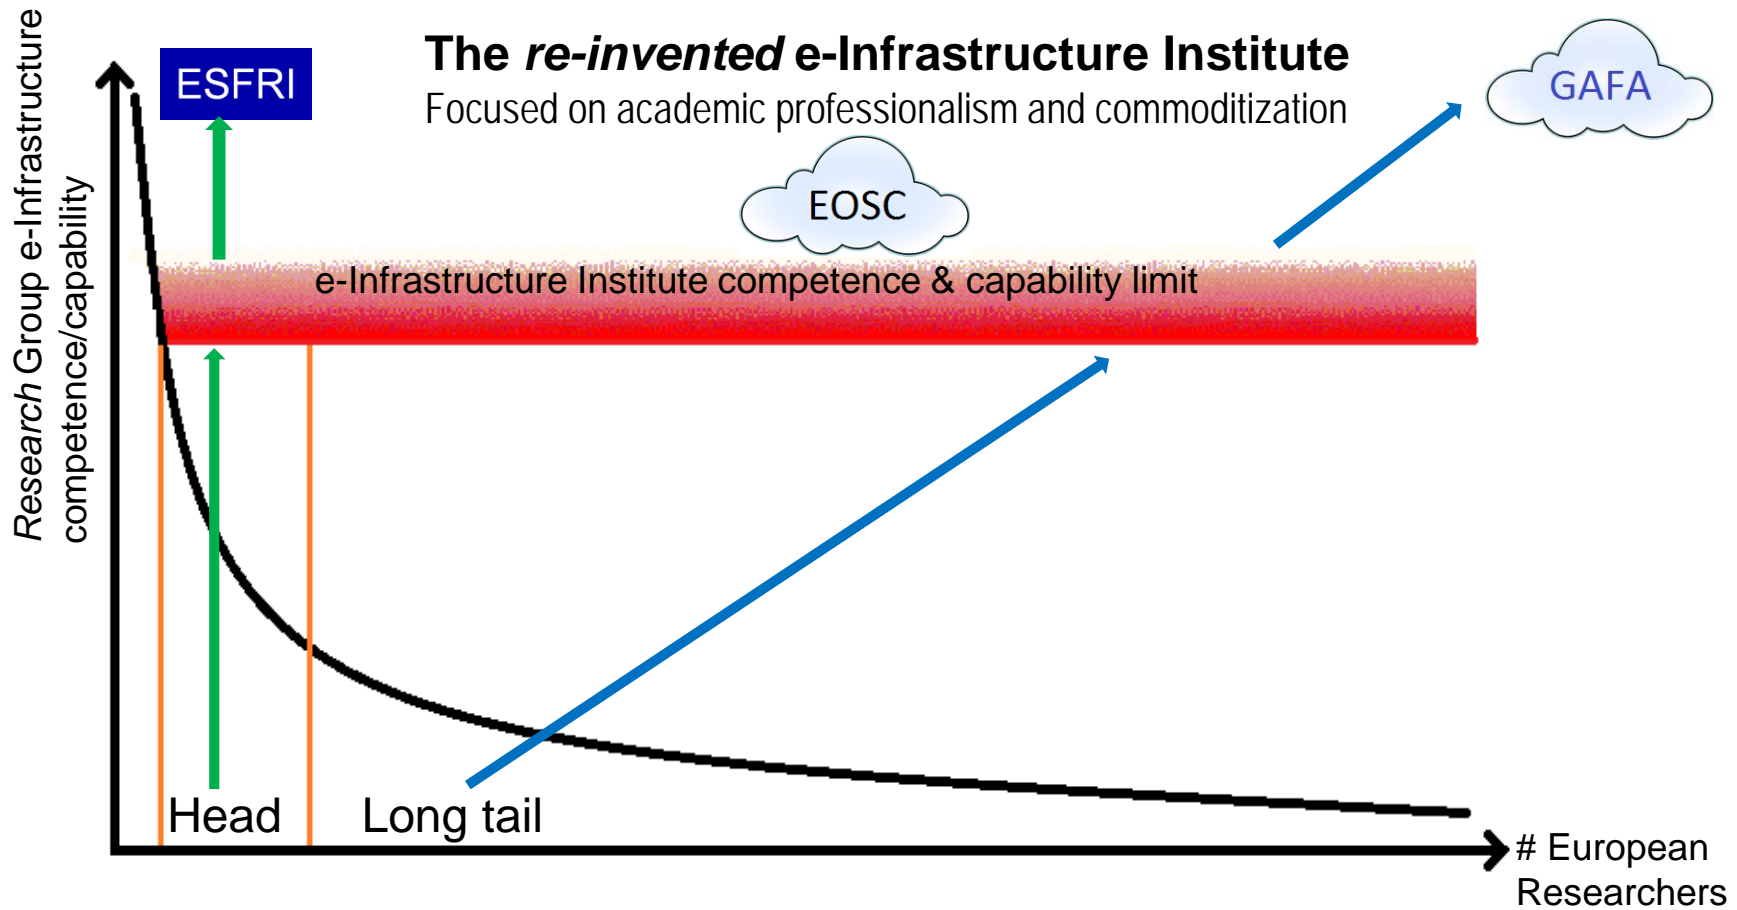 The re-invented e-Infrastructure Institute
Focused on academic professionalism and commoditization
ESFRI
GAFA
EOSC
Research Group e-Infrastructure
competence/capability
e-Infrastructure Institute competence & capability limit
Head
Long tail
# European
Researchers